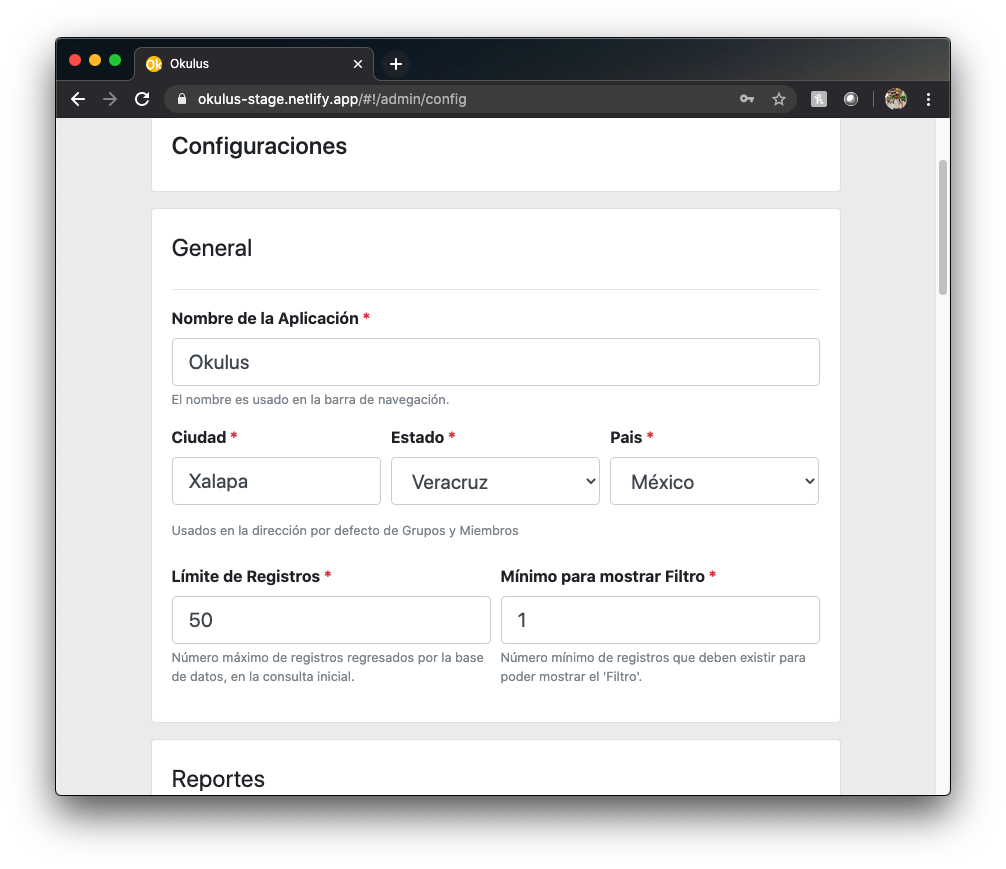 Okulus
okulus-stage.netlify.app/#!/admin/config
Configuraciones
General
Nombre de la Aplicación *
Okulus
El nombre es usado en la barra de navegación.
Ciudad * Estado * Pais *
Xalapa Veracruz México
Usados en la dirección por defecto de Grupos y Miembros
Límite de Registros * Mínimo para mostrar Filtro *
50 1
Número máximo de registros regresados por la base Número mínimo de registros que deben existir para
de datos, en la consulta inicial. poder mostrar el 'Filtro'.
Reportes